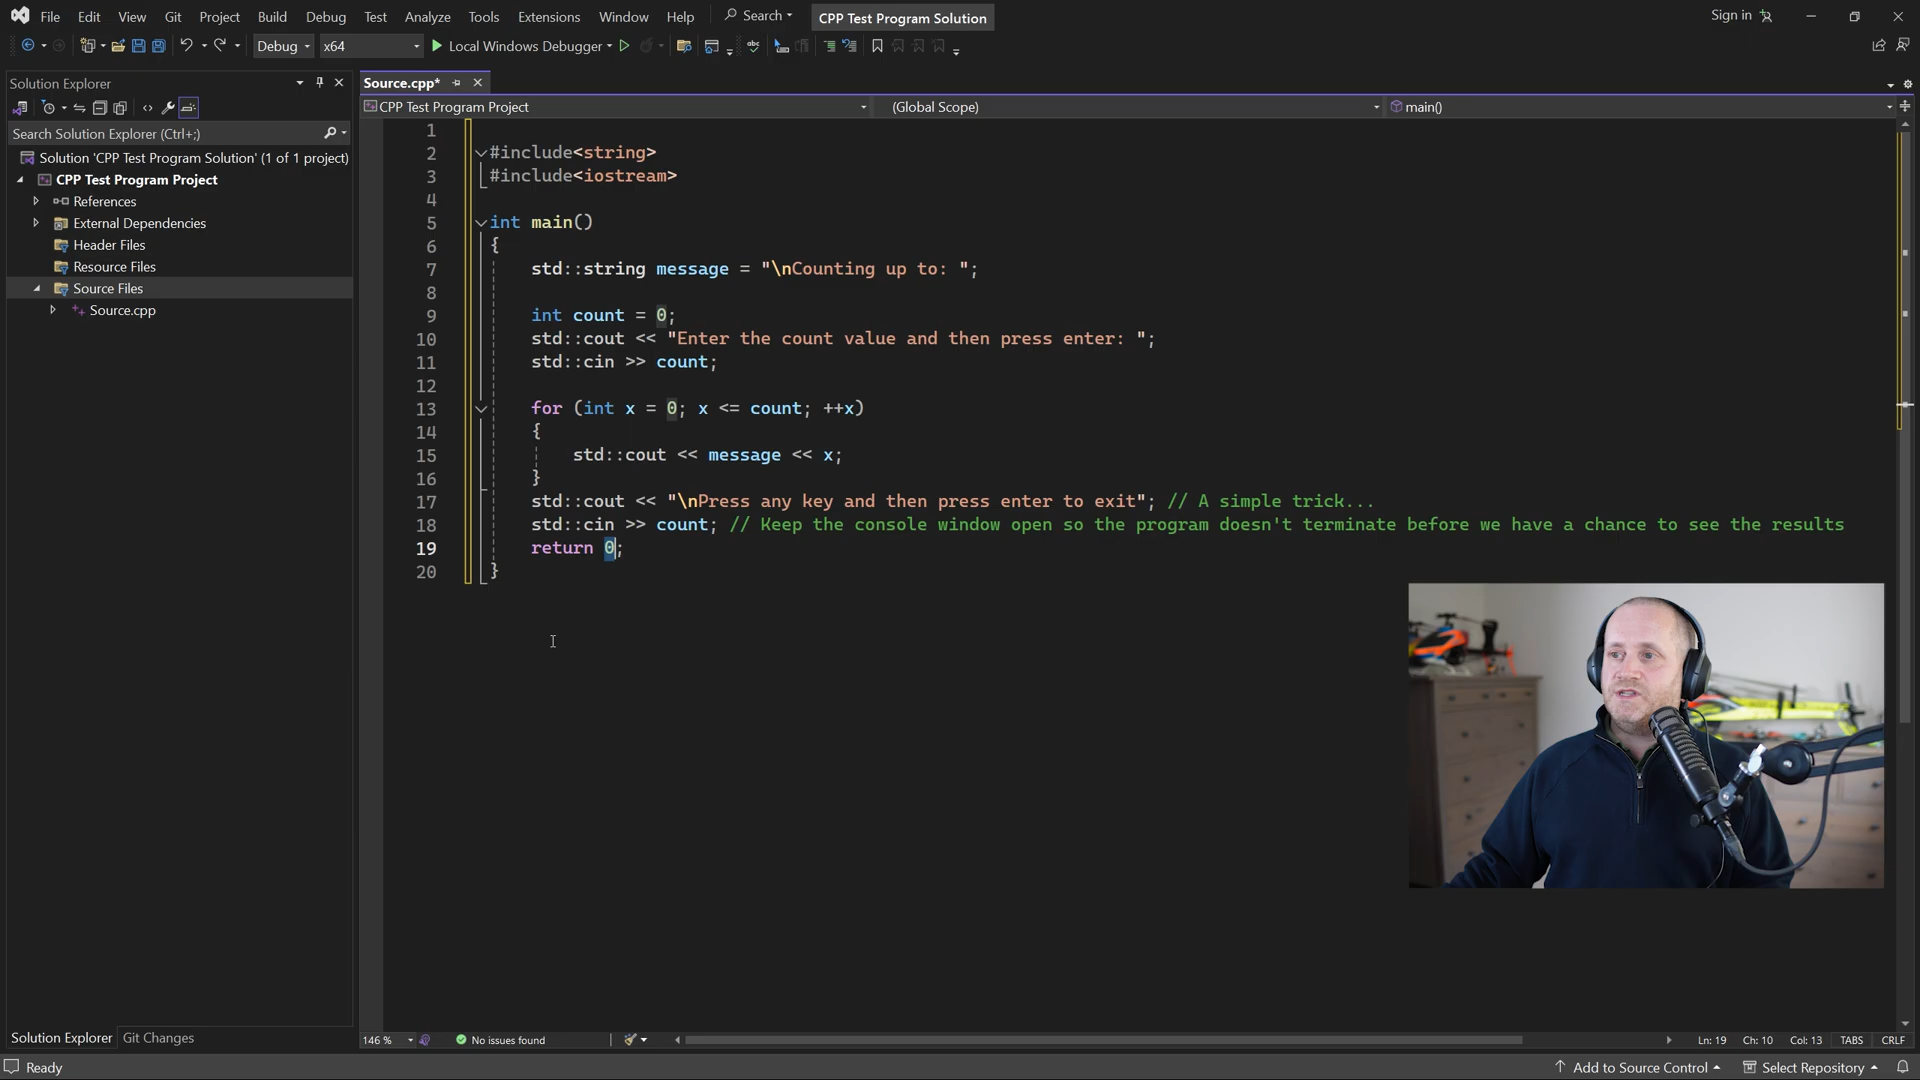 File Edit View Git Project Build Debug Test Analyze Tools Extensions Window Help Search CPP Test Program Solution Sign in
Debug x64 Local Windows Debugger
Solution Explorer
Search Solution Explorer (Ctrl+;)
Solution 'CPP Test Program Solution' (1 of 1 project)
CPP Test Program Project
References
External Dependencies
Header Files
Resource Files
Source Files
Source.cpp
Solution Explorer Git Changes
Source.cpp*
CPP Test Program Project (Global Scope) main()
1
2 #include<string>
3 #include<iostream>
4
5 int main()
6 {
7 std::string message = "\nCounting up to: ";
8
9 int count = 0;
10 std::cout << "Enter the count value and then press enter: ";
11 std::cin >> count;
12
13 for (int x = 0; x <= count; ++x)
14 {
15 std::cout << message << x;
16 }
17 std::cout << "\nPress any key and then press enter to exit"; // A simple trick...
18 std::cin >> count; // Keep the console window open so the program doesn't terminate before we have a chance to see the results
19 return 0;
20 }
146 % No issues found Ln: 19 Ch: 10 Col: 13 TABS CRLF
Ready Add to Source Control Select Repository